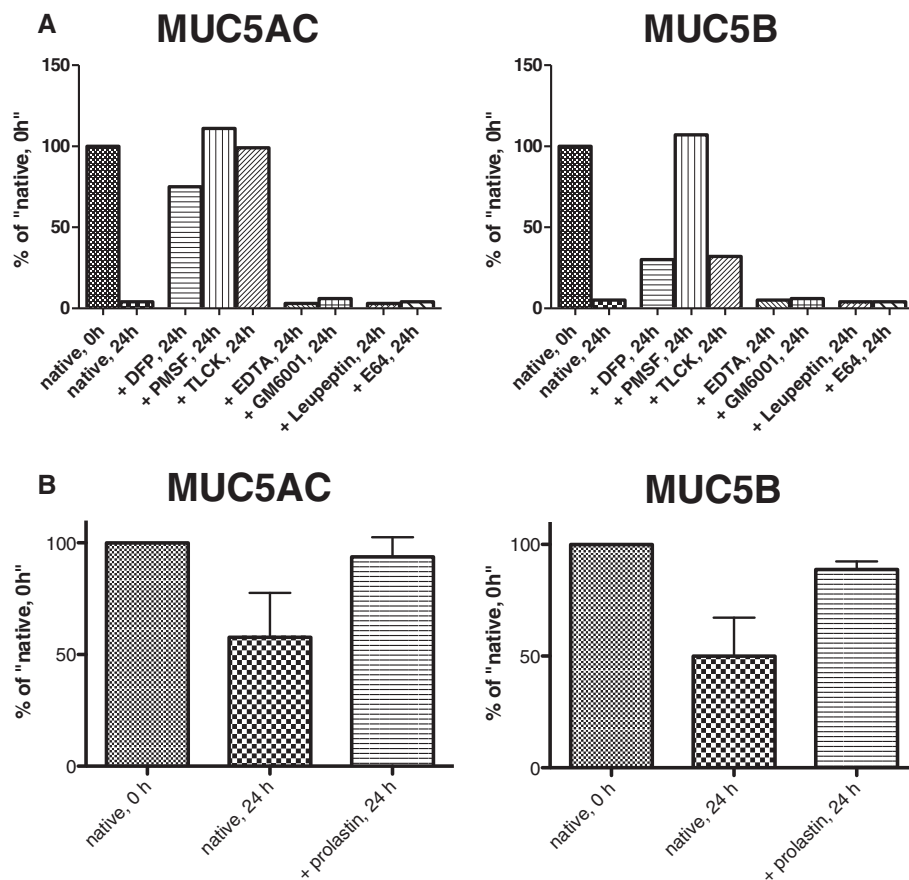 A
MUC5AC
MUC5B
% of "native, 0h"
150
100
50
0
native, 0h
native, 24h
+ DFP, 24h
+ PMSF, 24h
+ TLCK, 24h
+ EDTA, 24h
+ GM6001, 24h
+ Leupeptin, 24h
+ E64, 24h
% of "native, 0h"
150
100
50
0
native, 0h
native, 24h
+ DFP, 24h
+ PMSF, 24h
+ TLCK, 24h
+ EDTA, 24h
+ GM6001, 24h
+ Leupeptin, 24h
+ E64, 24h
B
MUC5AC
MUC5B
% of "native, 0h"
100
50
0
native, 0 h
native, 24 h
+ prolastin, 24 h
% of "native, 0h"
100
50
0
native, 0 h
native, 24 h
+ prolastin, 24 h